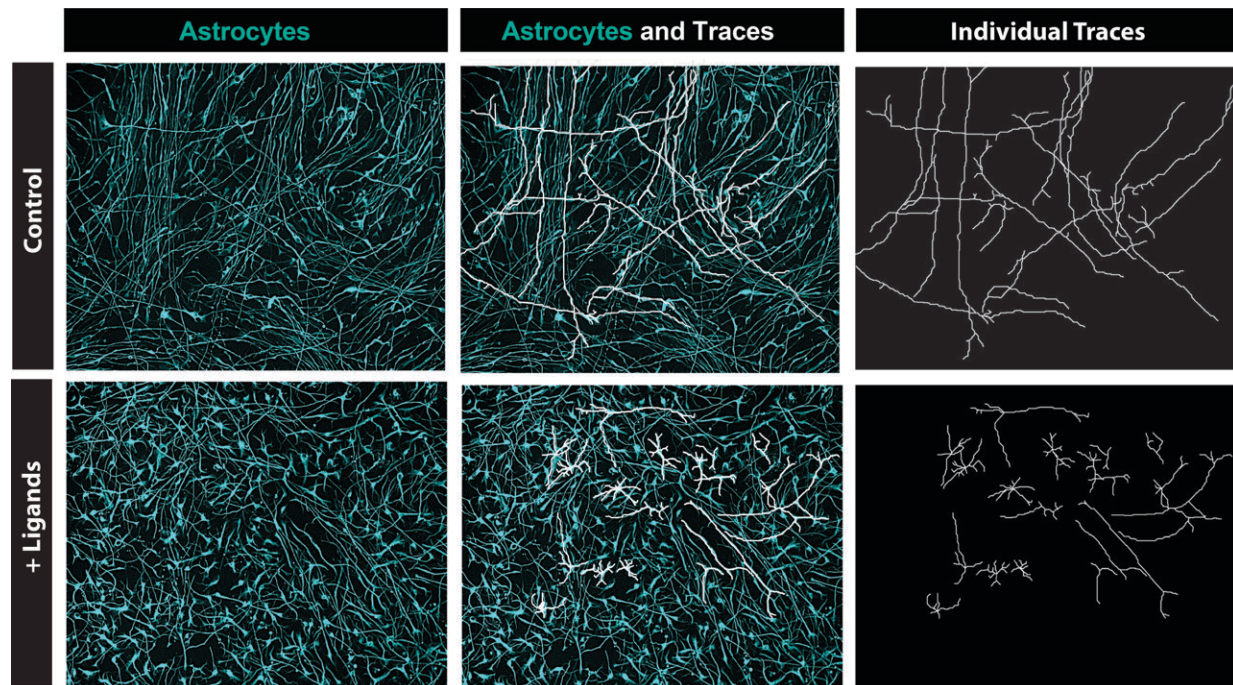 Astrocytes
Astrocytes and Traces
Individual Traces
Control
+ Ligands